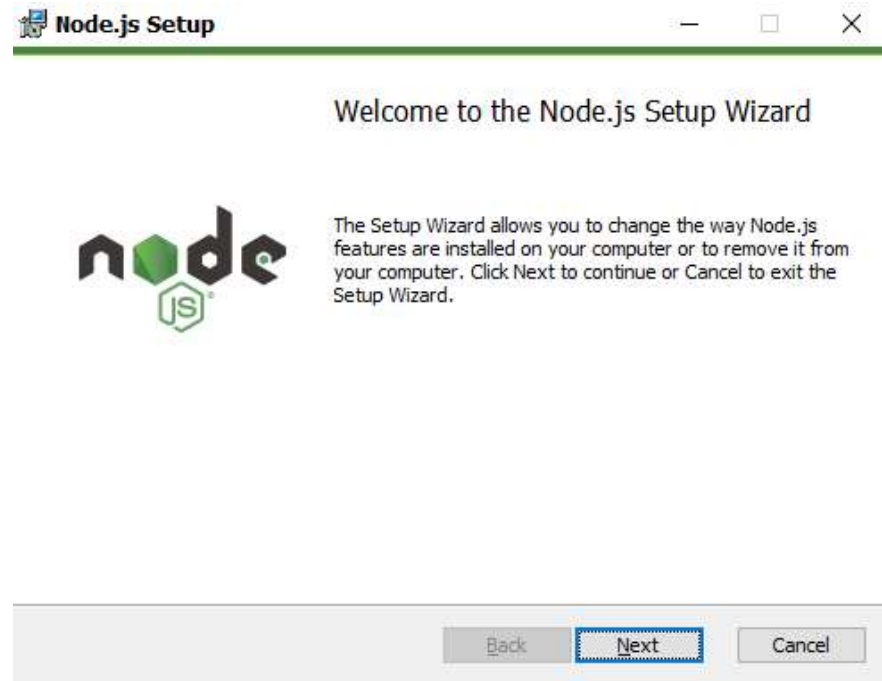 Node.js Setup
Welcome to the Node.js Setup Wizard
The Setup Wizard allows you to change the way Node.js
features are installed on your computer or to remove it from
your computer. Click Next to continue or Cancel to exit the
Setup Wizard.
node
JS
Back
Next
Cancel